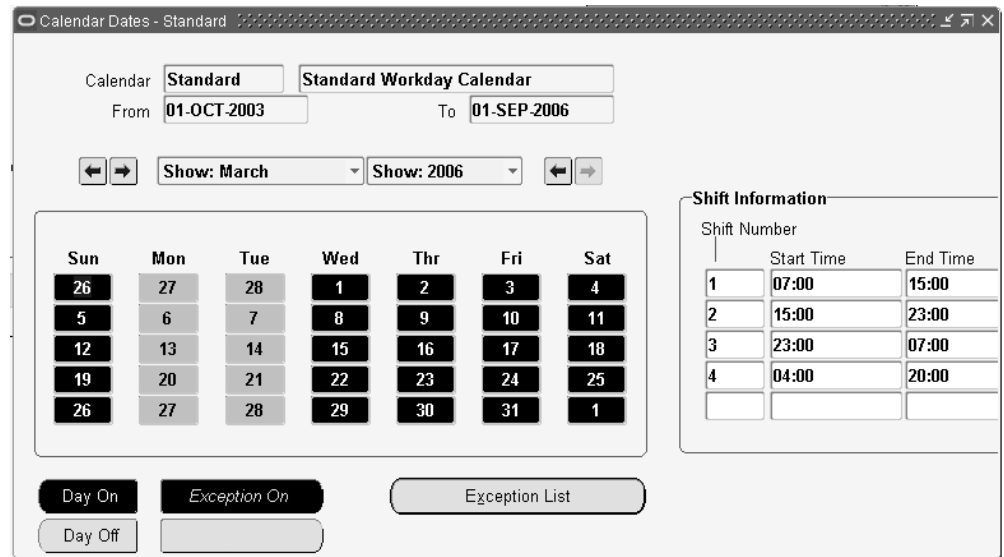 Calendar Dates - Standard
Calendar Standard Standard Workday Calendar
From 01-OCT-2003 To 01-SEP-2006
Show: March Show: 2006
Shift Information
Shift Number
Start Time End Time
1 07:00 15:00
2 15:00 23:00
3 23:00 07:00
4 04:00 20:00
Sun Mon Tue Wed Thr Fri Sat
26 27 28 1 2 3 4
5 6 7 8 9 10 11
12 13 14 15 16 17 18
19 20 21 22 23 24 25
26 27 28 29 30 31 1
Day On Exception On Exception List
Day Off